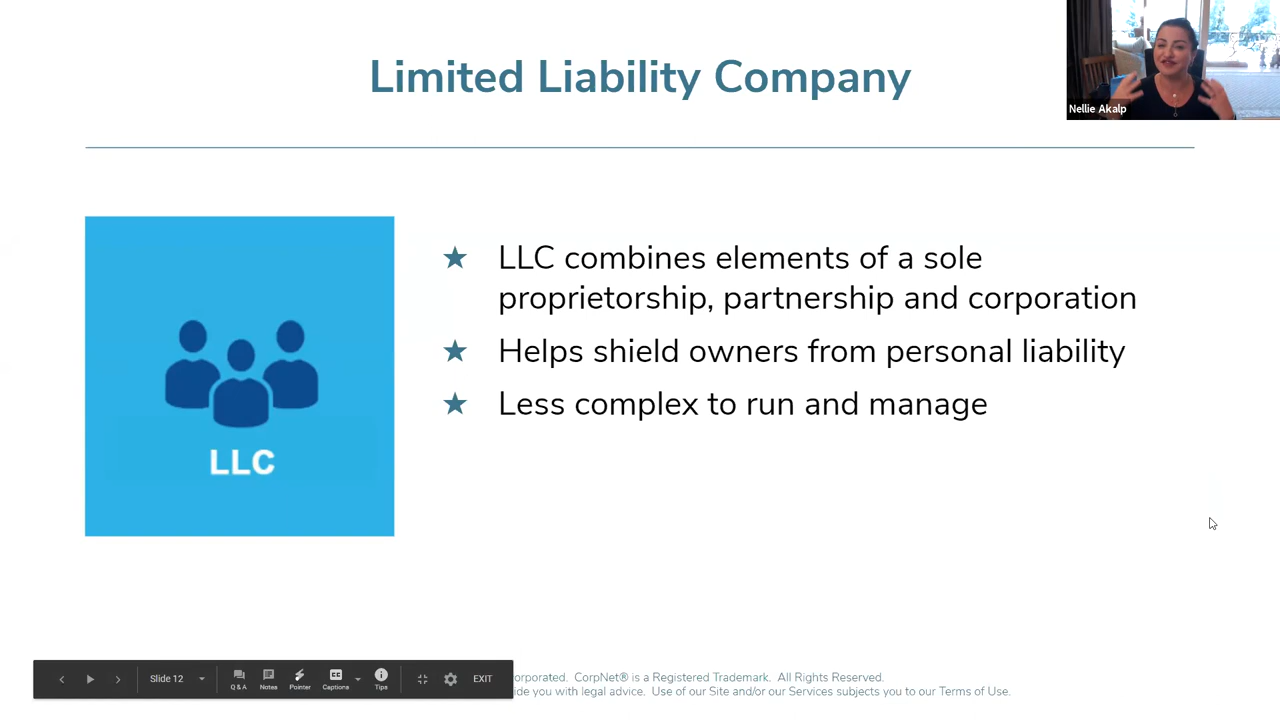 Limited Liability Company
Nellie Akalp
LLC combines elements of a sole
proprietorship, partnership and corporation
Helps shield owners from personal liability
Less complex to run and manage
LLC
Slide 12
Q & A
Notes
Pointer
Captions
Tips
EXIT
orporated. CorpNet® is a Registered Trademark. All Rights Reserved.
ide you with legal advice. Use of our Site and/or our Services subjects you to our Terms of Use.